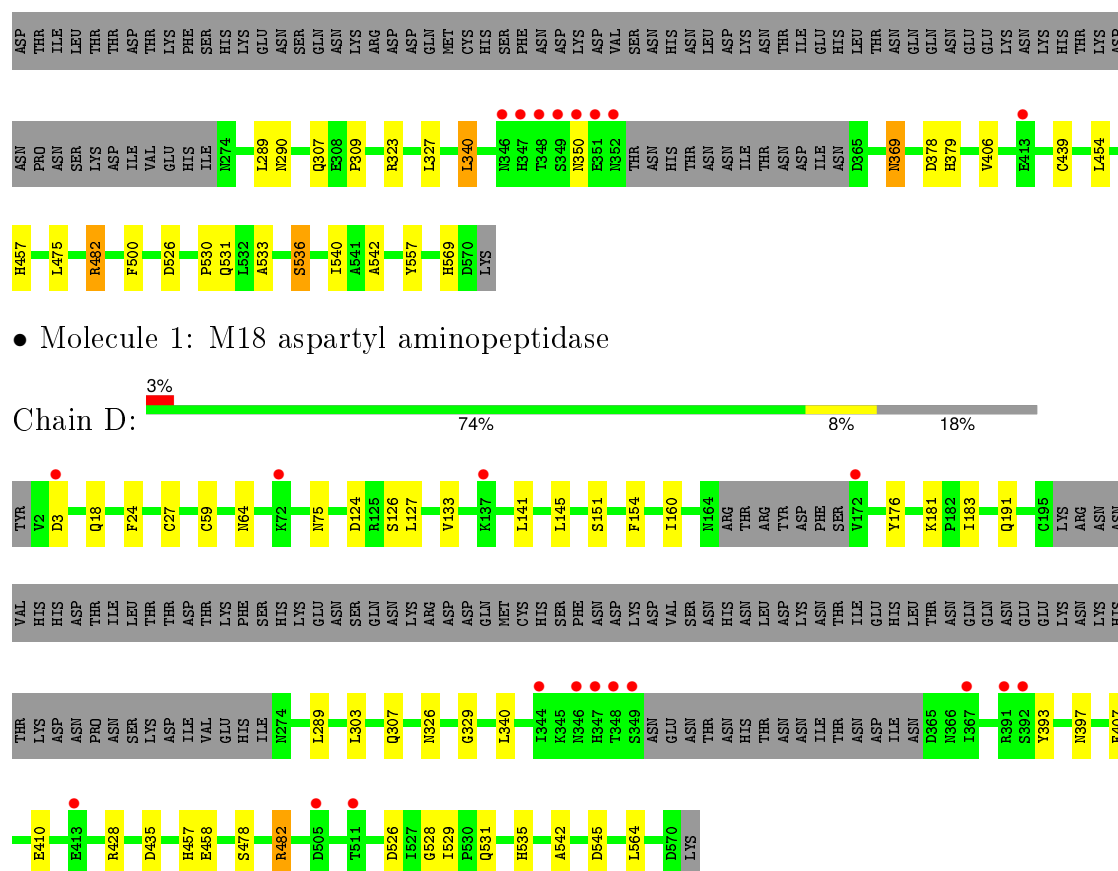 ASP THR ILE LEU THR THR ASP THR LYS PHE SER HIS LYS GLU ASN SER GLN ASN LYS ARG ASP ASP GLN MET CYS HIS SER PHE ASN ASP LYS ASP VAL SER ASN HIS ASN LEU ASP LYS ASN THR ILE GLU HIS LEU THR ASN GLN GLN ASN GLU GLU LYS ASN LYS HIS THR LYS ASP
ASN PRO ASN SER LYS ASP ILE VAL GLU HIS ILE N274 L289 N290 Q307 E308 P309 R323 L327 L340 N346 H347 T348 S349 N350 E351 N352 THR ASN HIS THR ASN ASN ILE THR ASN ASP ILE ASN D365 N369 D378 H379 V406 E413 C439 L454
H457 L475 R482 F500 D526 P530 Q531 L532 A533 S536 I540 A541 A542 Y557 H569 D570 LYS
• Molecule 1: M18 aspartyl aminopeptidase
3%
Chain D: 74% 8% 18%
TYR V2 D3 Q18 F24 C27 C59 N64 K72 N75 D124 R125 S126 L127 V133 K137 L141 L145 S151 F154 I160 N164 ARG THR ARG TYR ASP PHE SER V172 Y176 K181 P182 I183 Q191 C195 LYS ARG ASN ASN
VAL HIS HIS ASP THR ILE LEU THR THR ASP THR LYS PHE SER HIS LYS GLU ASN SER GLN ASN LYS ARG ASP ASP GLN MET CYS HIS SER PHE ASN ASP LYS ASP VAL SER ASN HIS ASN LEU ASP LYS ASN THR ILE GLU HIS LEU THR ASN GLN GLN ASN GLU GLU LYS ASN LYS HIS
THR LYS ASP ASN PRO ASN SER LYS ASP ILE VAL GLU HIS ILE N274 L289 L303 Q307 N326 G329 L340 I344 K345 N346 H347 T348 S349 ASN GLU ASN THR ASN HIS THR ASN ASN ILE THR ASN ASP ILE ASN D365 N366 I367 R391 S392 Y393 N397
E410 E413 R428 D435 H457 E458 S478 R482 D505 T511 D526 I527 G528 I529 P530 Q531 H535 A542 D545 L564 D570 LYS